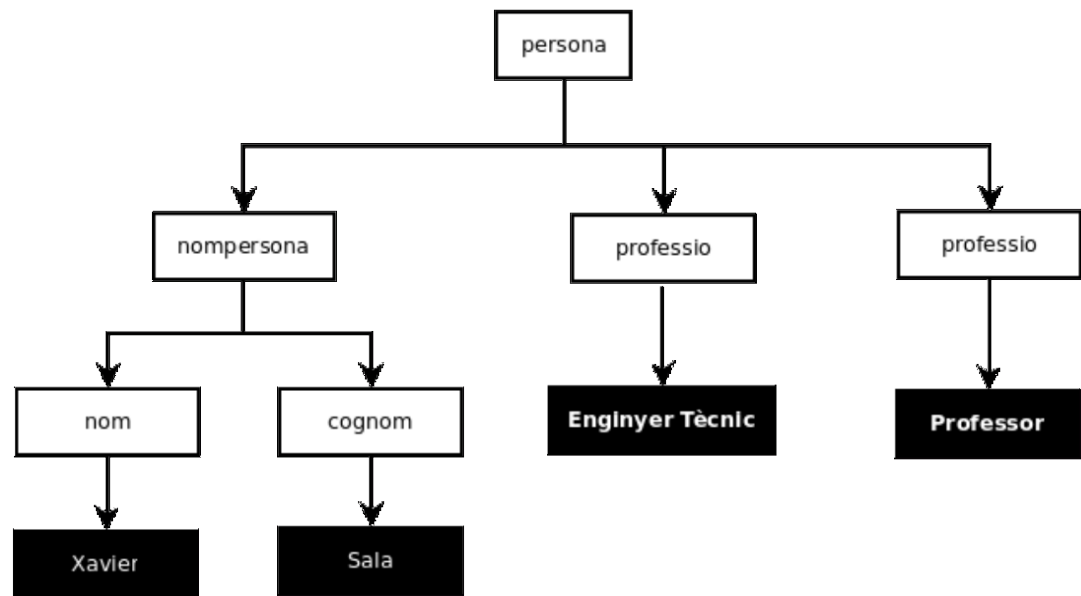 persona
nompersona
professio
professio
nom
cognom
Enginyer Tècnic
Professor
Xavier
Sala